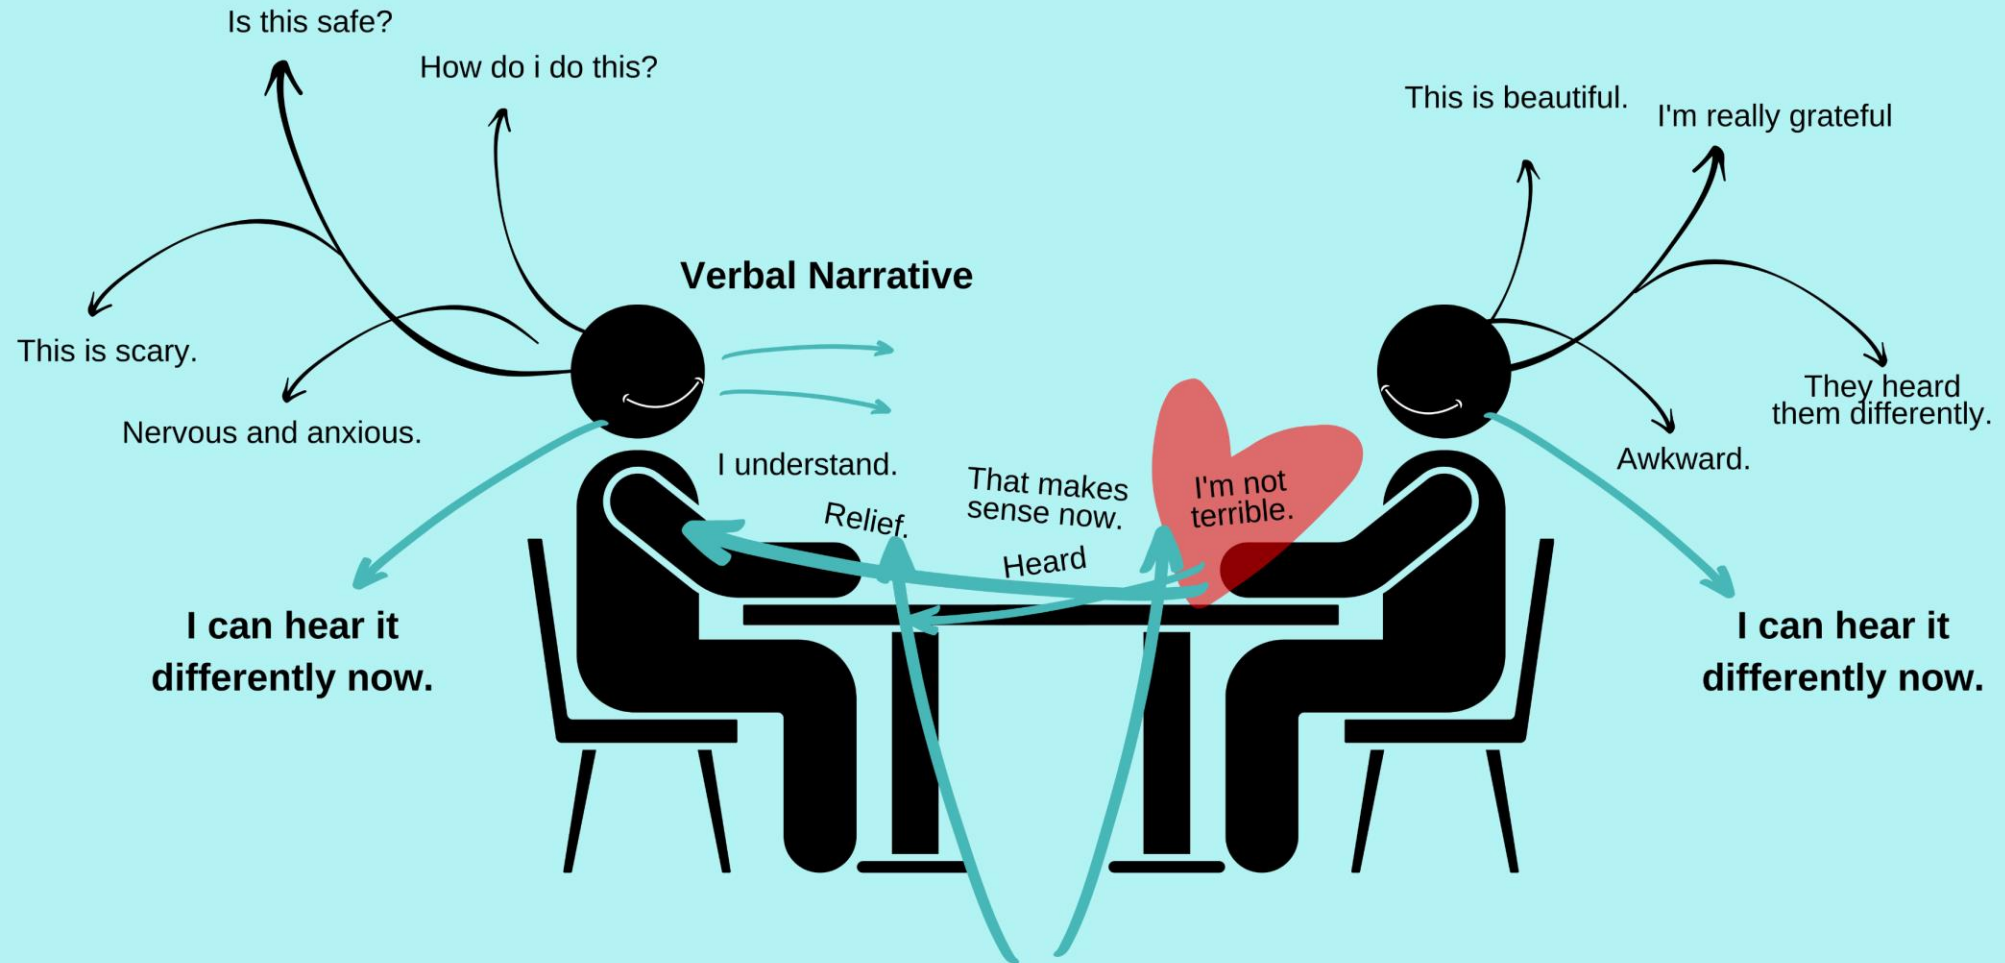 Is this safe?
How do i do this?
This is beautiful.
I'm really grateful
Verbal Narrative
This is scary.
Nervous and anxious.
They heard
them differently.
Awkward.
I understand.
Relief.
That makes
sense now.
Heard
I'm not
terrible.
I can hear it
differently now.
I can hear it
differently now.